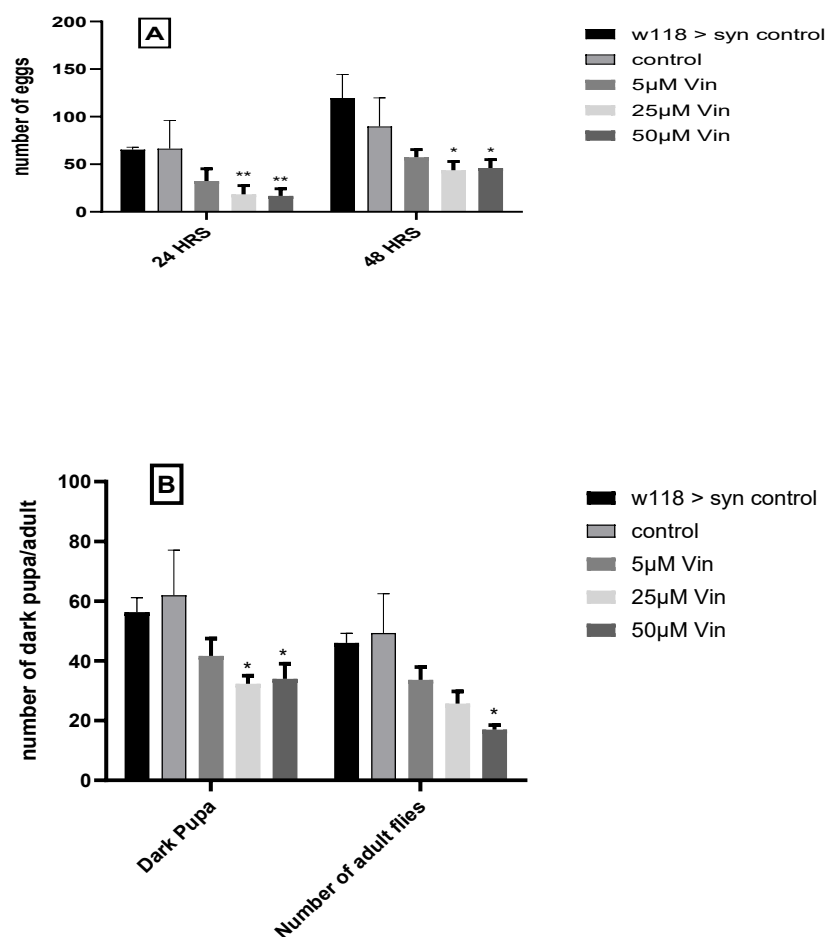 A
number of eggs
200
150
100
50
0
** **
* *
24 HRS
48 HRS
w118 > syn control
control
5µM Vin
25µM Vin
50µM Vin
B
number of dark pupa/adult
100
80
60
40
20
0
* *
*
Dark Pupa
Number of adult flies
w118 > syn control
control
5µM Vin
25µM Vin
50µM Vin